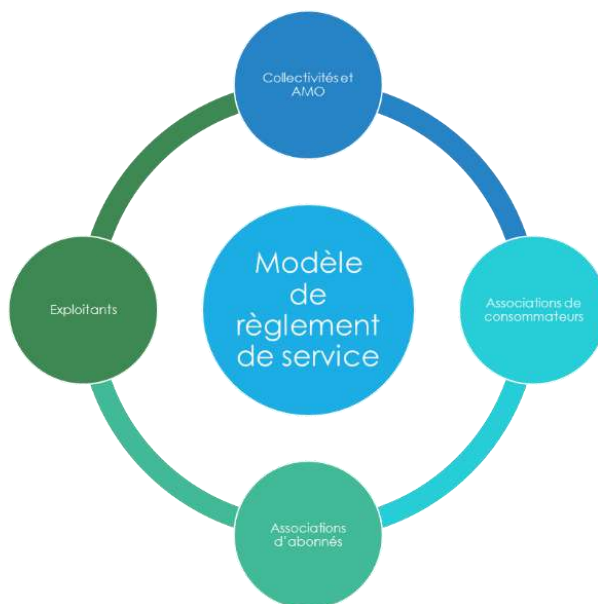 Collectivités et
AMO
Modèle
de
règlement
de service
Associations de
consommateurs
Exploitants
Associations
d'abonnés